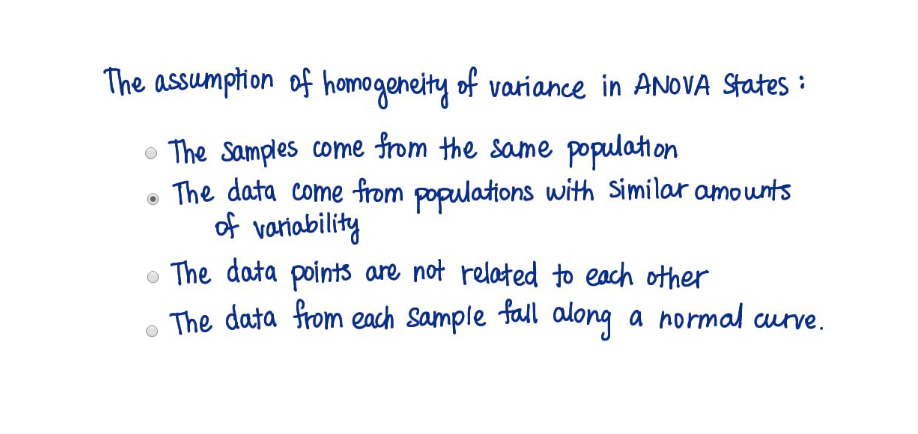 The assumption of homogeneity of variance in ANOVA States :
The samples come from the same population
The data come from populations with similar amounts
of variability
The data points are not related to each other
The data from each sample fall along a normal curve.